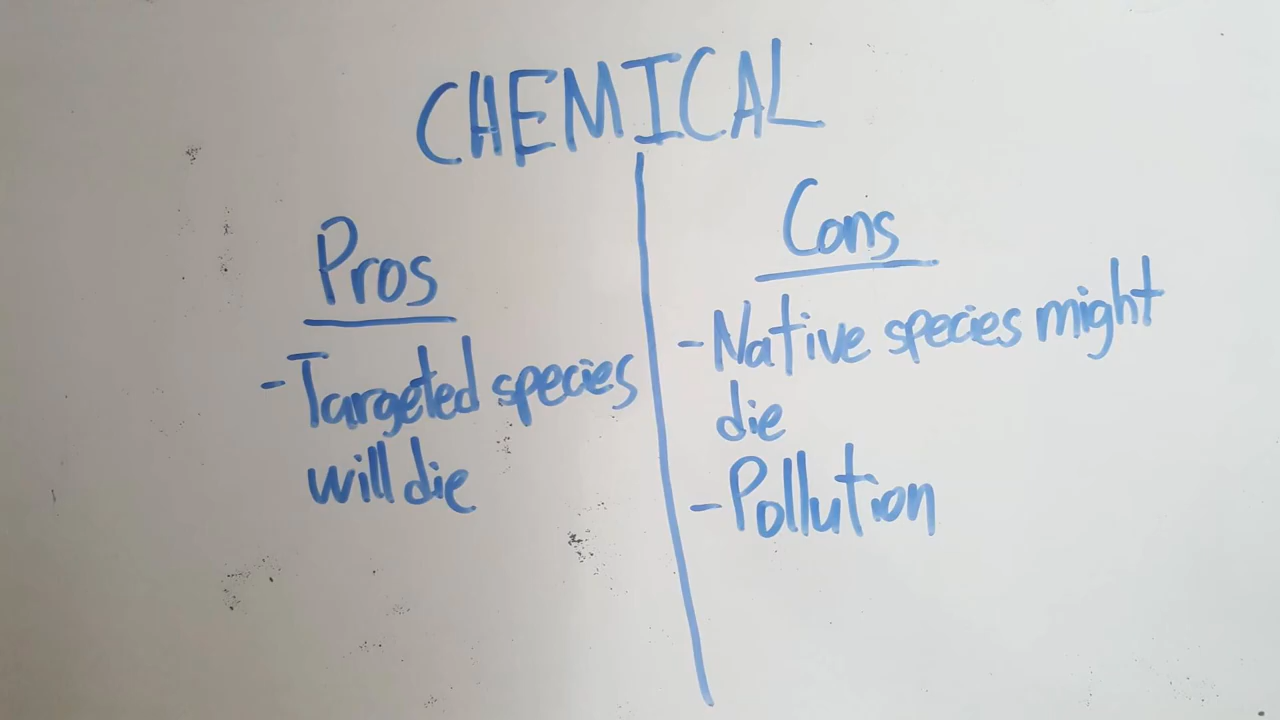 CHEMICAL
Pros
-Targeted species
will die
Cons
-Native species might
die
-Pollution